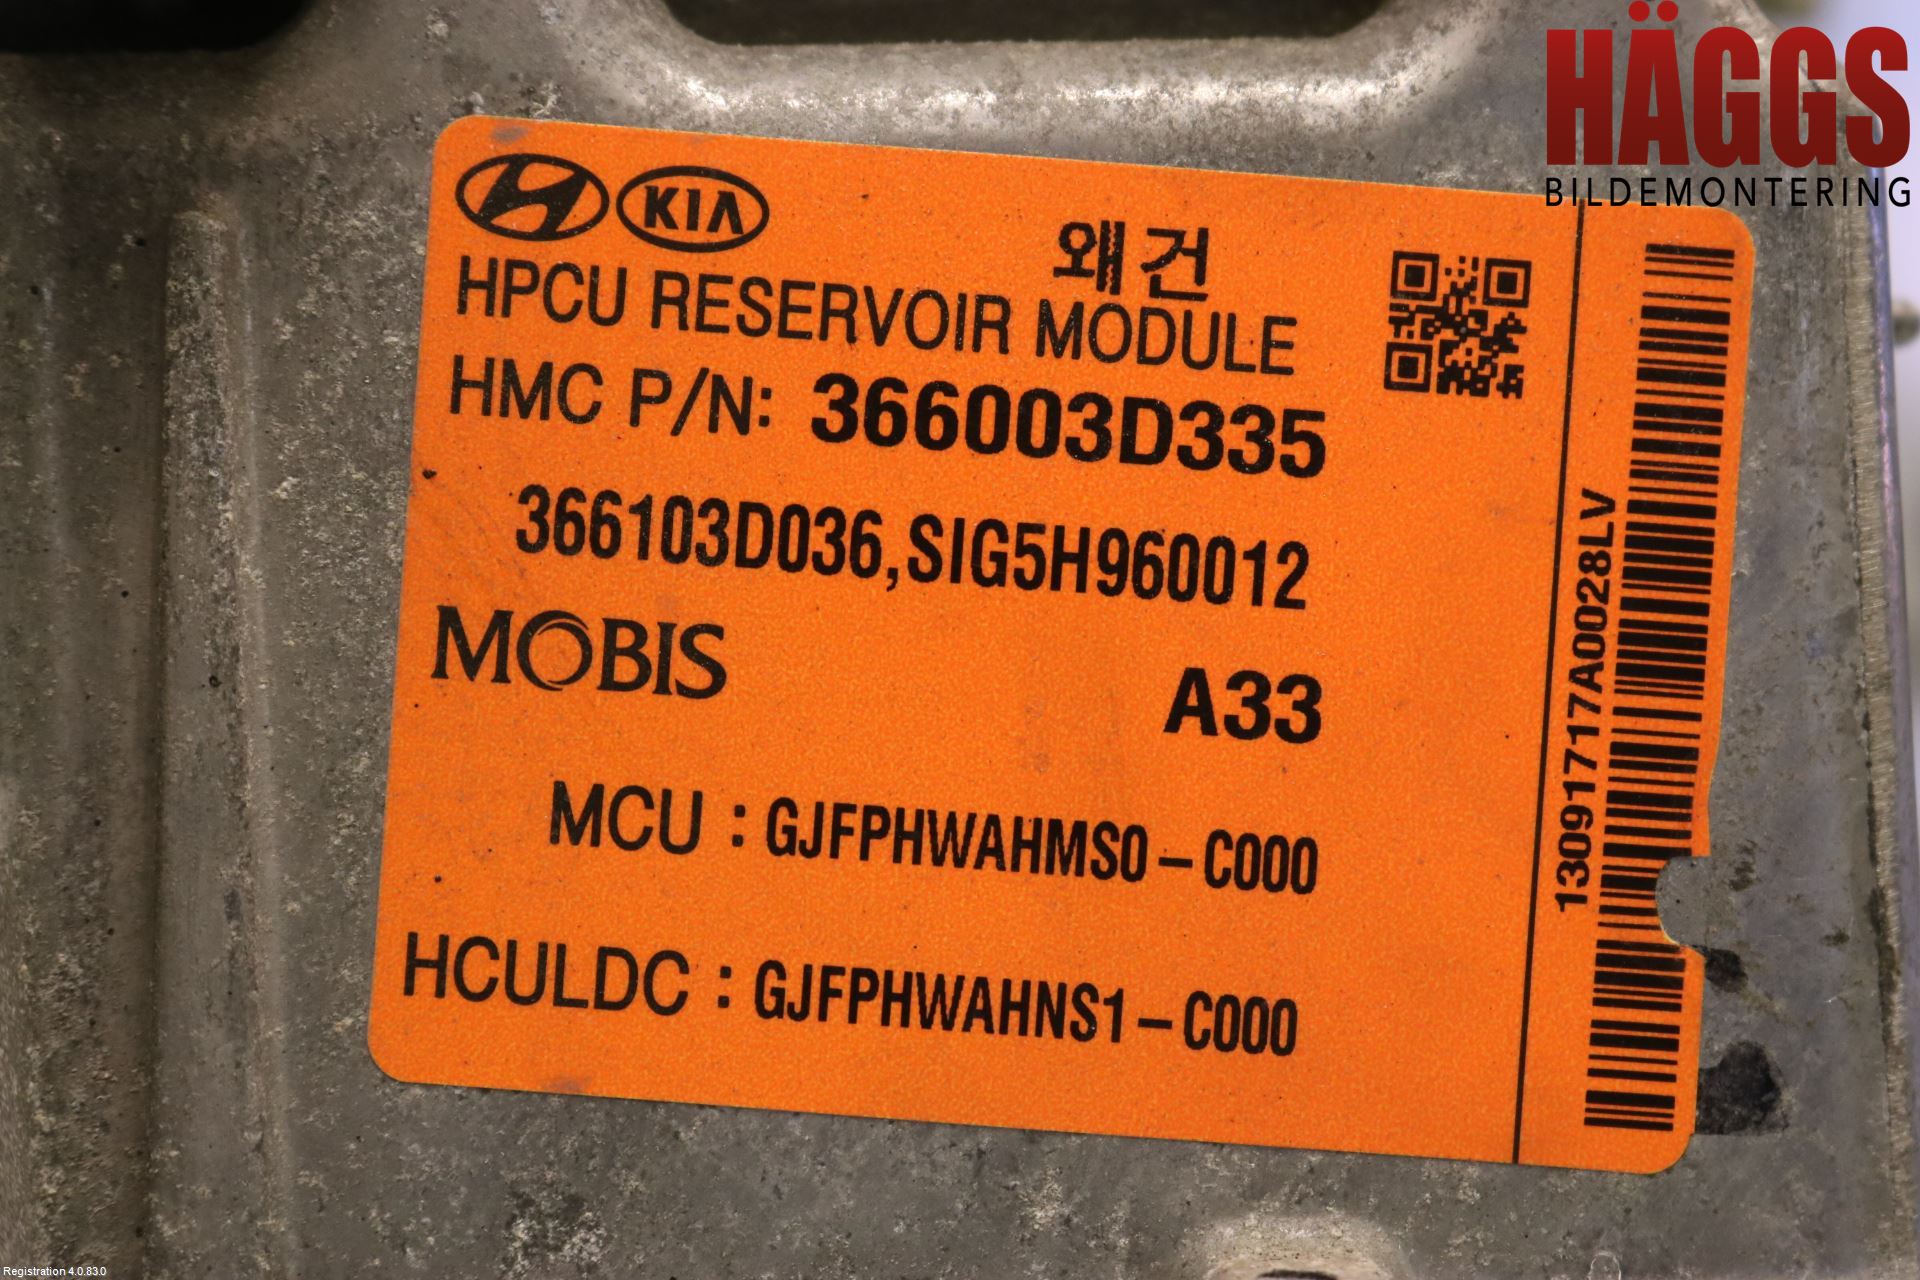 HÄGGS
BILDEMONTERING
KIA
왜건
HPCU RESERVOIR MODULE
HMC P/N: 366003D335
366103D036,SIG5H960012
MOBIS
A33
MCU : GJFPHWAHMS0-C000
HCULDC : GJFPHWAHNS1-C000
1309171717A0028LV
Registration 4.0.83.0